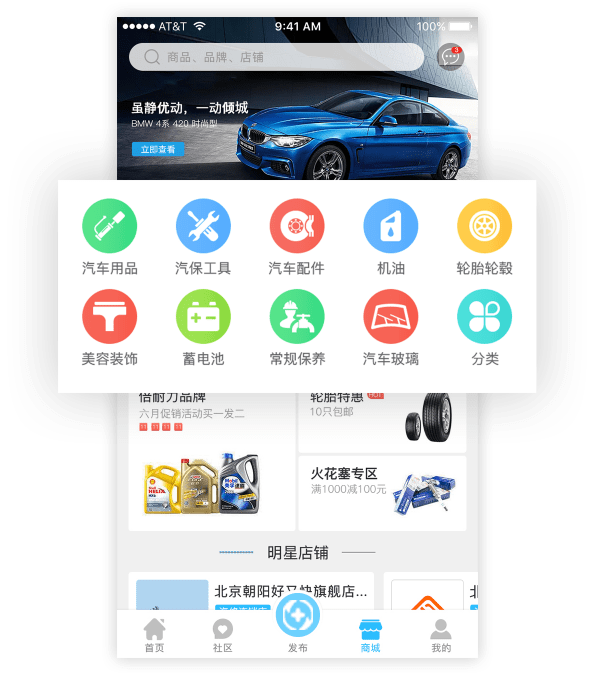 AT&T 9:41 AM 100%
商品、品牌、店铺
3
虽静优动，一动倾城
BMW 4系 420 时尚型
立即查看
汽车用品 汽保工具 汽车配件 机油 轮胎轮毂
美容装饰 蓄电池 常规保养 汽车玻璃 分类
倍耐力品牌
六月促销活动买一发二
轮胎特惠 HOT
10只包邮
火花塞专区
满1000减100元
HELIX
Mobil
明星店铺
北京朝阳好又快旗舰店...
首页 社区 发布 商城 我的